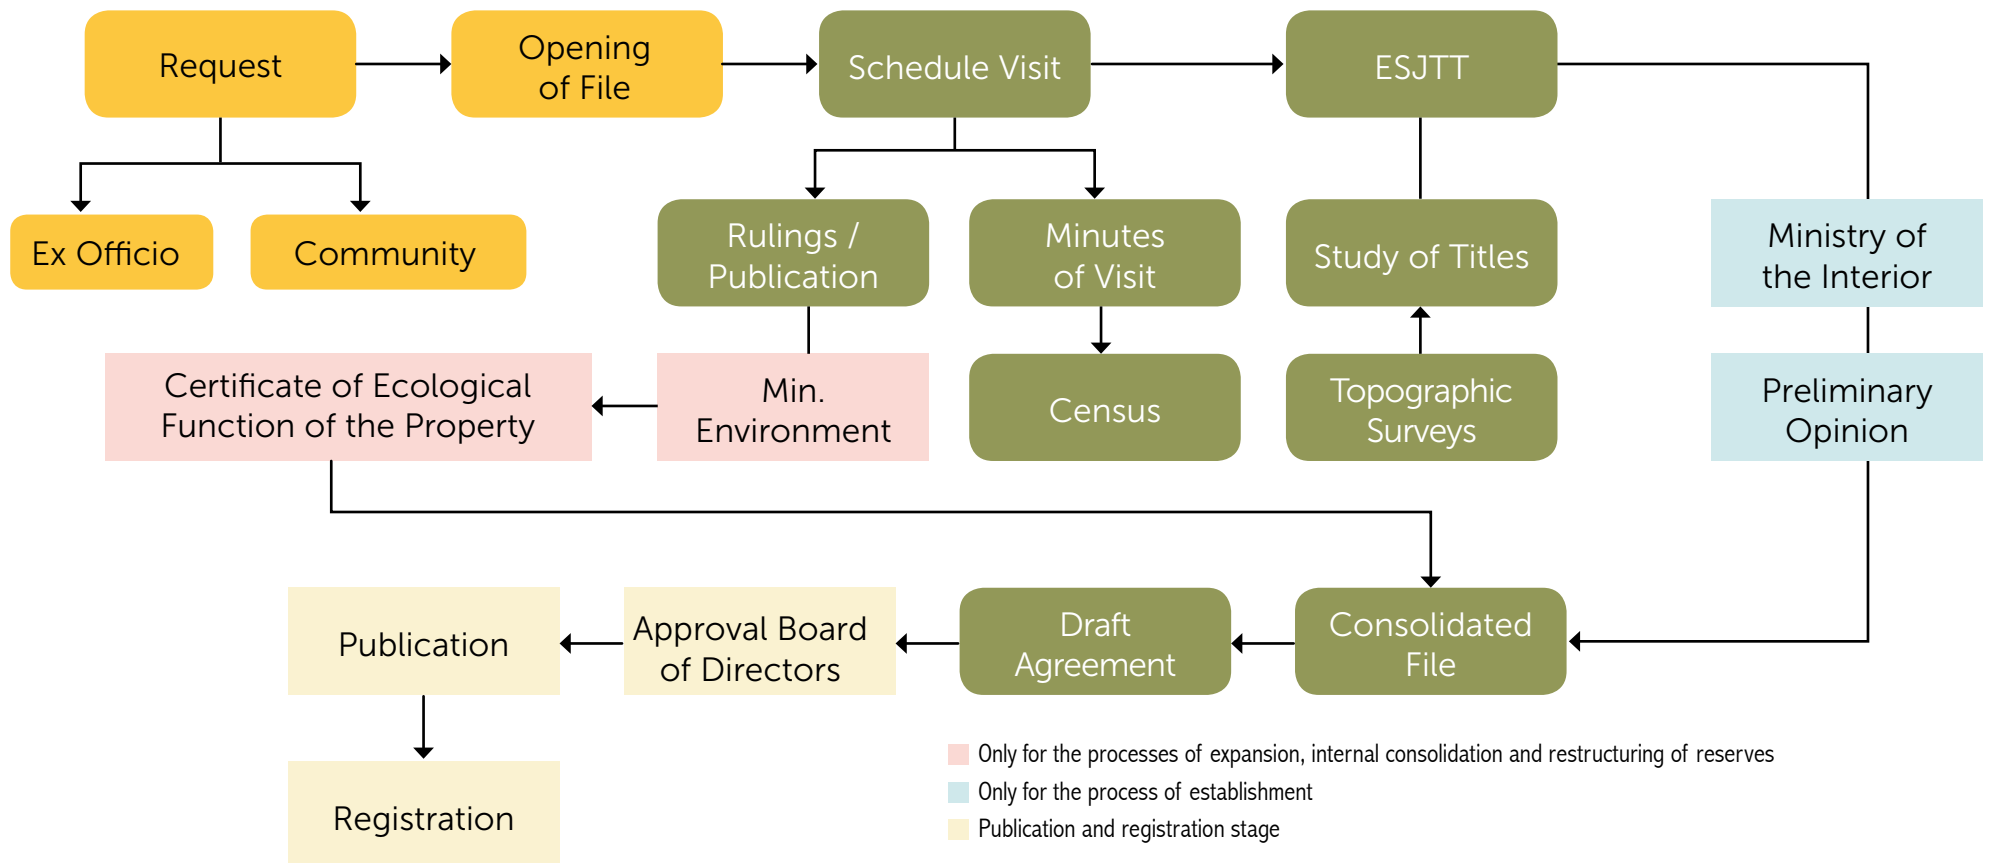 Request
Opening
of File
Schedule Visit
ESJTT
Ex Officio
Community
Rulings /
Publication
Minutes
of Visit
Study of Titles
Ministry of
the Interior
Certificate of Ecological
Function of the Property
Min.
Environment
Census
Topographic
Surveys
Preliminary
Opinion
Publication
Approval Board
of Directors
Draft
Agreement
Consolidated
File
Registration
Only for the processes of expansion, internal consolidation and restructuring of reserves
Only for the process of establishment
Publication and registration stage